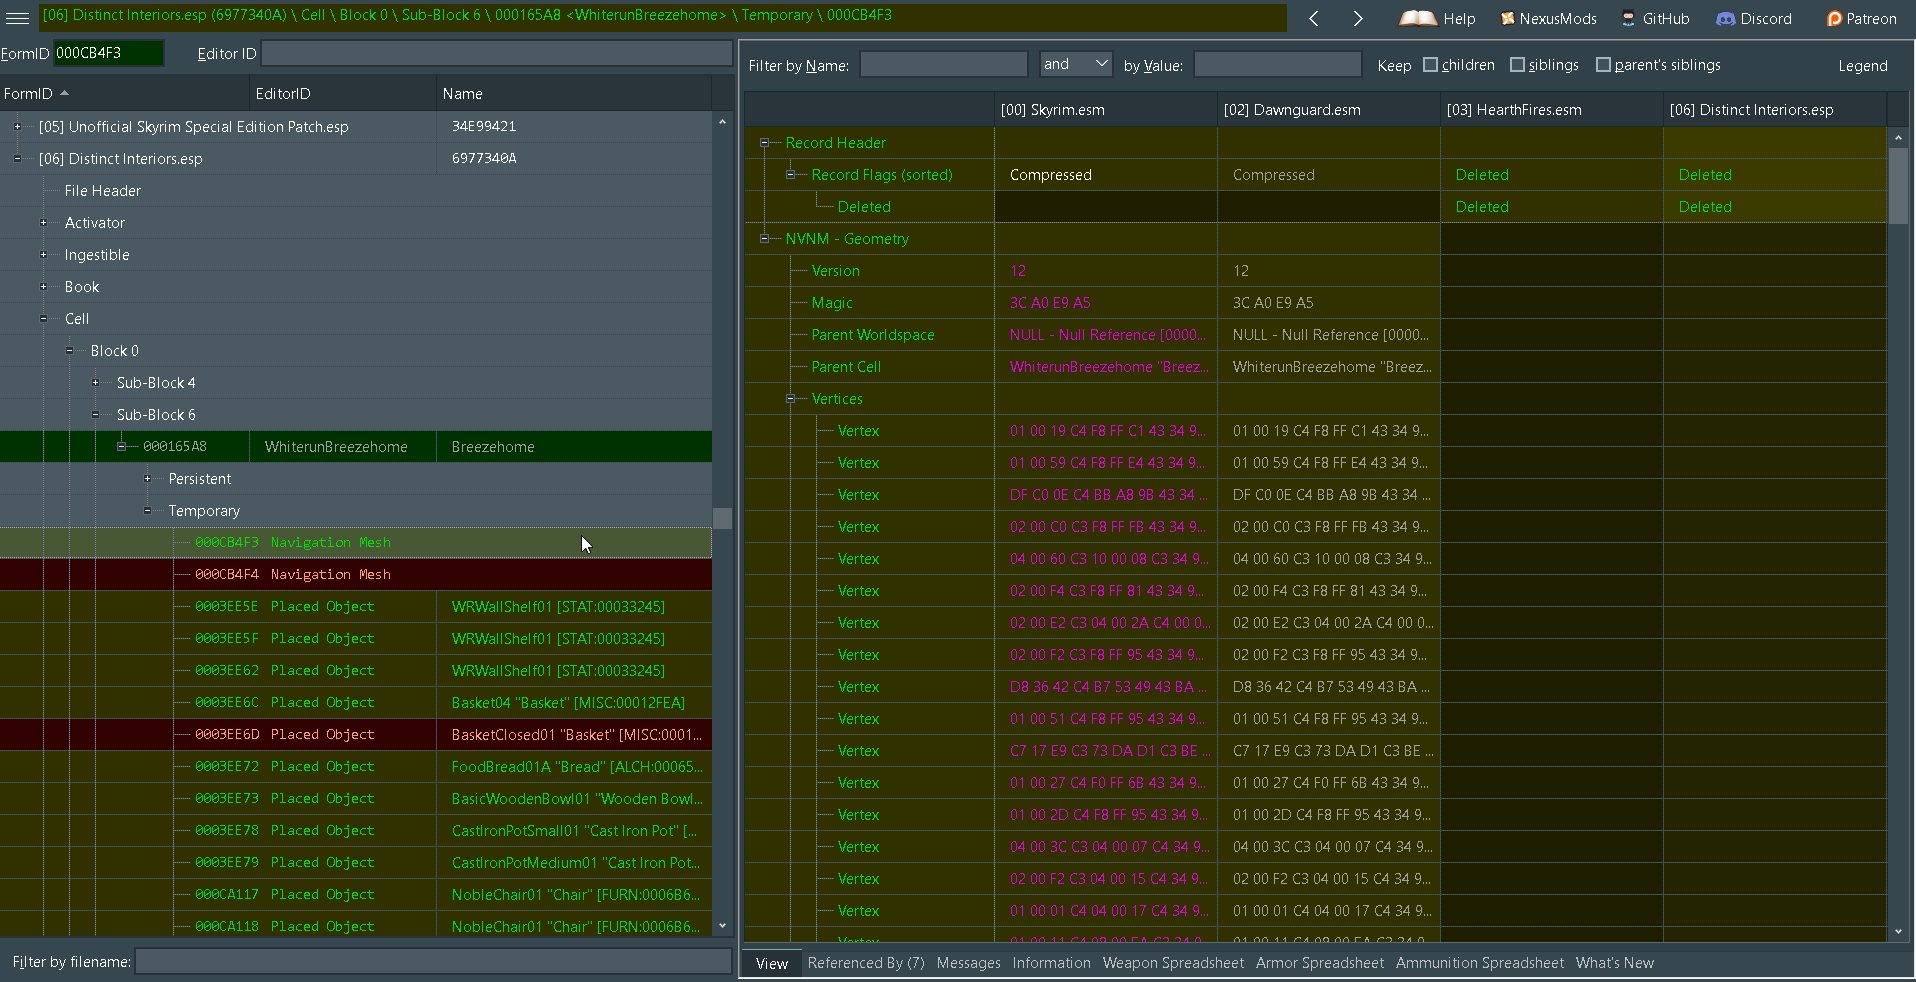 [06] Distinct Interiors.esp (6977340A) \ Cell \ Block 0 \ Sub-Block 6 \ 000165A8 <WhiterunBreezehome> \ Temporary \ 000CB4F3
Help NexusMods GitHub Discord Patreon
FormID 000CB4F3 Editor ID
FormID EditorID Name
[05] Unofficial Skyrim Special Edition Patch.esp 34E99421
[06] Distinct Interiors.esp 6977340A
File Header
Activator
Ingestible
Book
Cell
Block 0
Sub-Block 4
Sub-Block 6
000165A8 WhiterunBreezehome Breezehome
Persistent
Temporary
000CB4F3 Navigation Mesh
000CB4F4 Navigation Mesh
0003EE5E Placed Object WRWallShelf01 [STAT:00033245]
0003EE5F Placed Object WRWallShelf01 [STAT:00033245]
0003EE62 Placed Object WRWallShelf01 [STAT:00033245]
0003EE6C Placed Object Basket04 "Basket" [MISC:00012FEA]
0003EE6D Placed Object BasketClosed01 "Basket" [MISC:0001...
0003EE72 Placed Object FoodBread01A "Bread" [ALCH:00065...
0003EE73 Placed Object BasicWoodenBowl01 "Wooden Bowl...
0003EE78 Placed Object CastIronPotSmall01 "Cast Iron Pot" [...
0003EE79 Placed Object CastIronPotMedium01 "Cast Iron Pot...
000CA117 Placed Object NobleChair01 "Chair" [FURN:0006B6...
000CA118 Placed Object NobleChair01 "Chair" [FURN:0006B6...
Filter by filename:
Filter by Name: and by Value: Keep children siblings parent's siblings Legend
[00] Skyrim.esm [02] Dawnguard.esm [03] HearthFires.esm [06] Distinct Interiors.esp
Record Header
Record Flags (sorted) Compressed Compressed Deleted Deleted
Deleted Deleted Deleted
NVNM - Geometry
Version 12 12
Magic 3C A0 E9 A5 3C A0 E9 A5
Parent Worldspace NULL - Null Reference [0000... NULL - Null Reference [0000...
Parent Cell WhiterunBreezehome "Breez... WhiterunBreezehome "Breez...
Vertices
Vertex 01 00 19 C4 F8 FF C1 43 34 9... 01 00 19 C4 F8 FF C1 43 34 9...
Vertex 01 00 59 C4 F8 FF E4 43 34 9... 01 00 59 C4 F8 FF E4 43 34 9...
Vertex DF C0 0E C4 BB A8 9B 43 34 ... DF C0 0E C4 BB A8 9B 43 34 ...
Vertex 02 00 C0 C3 F8 FF FB 43 34 9... 02 00 C0 C3 F8 FF FB 43 34 9...
Vertex 04 00 60 C3 10 00 08 C3 34 9... 04 00 60 C3 10 00 08 C3 34 9...
Vertex 02 00 F4 C3 F8 FF 81 43 34 9... 02 00 F4 C3 F8 FF 81 43 34 9...
Vertex 02 00 E2 C3 04 00 2A C4 00 0... 02 00 E2 C3 04 00 2A C4 00 0...
Vertex 02 00 F2 C3 F8 FF 95 43 34 9... 02 00 F2 C3 F8 FF 95 43 34 9...
Vertex D8 36 42 C4 B7 53 49 43 BA ... D8 36 42 C4 B7 53 49 43 BA ...
Vertex 01 00 51 C4 F8 FF 95 43 34 9... 01 00 51 C4 F8 FF 95 43 34 9...
Vertex C7 17 E9 C3 73 DA D1 C3 BE ... C7 17 E9 C3 73 DA D1 C3 BE ...
Vertex 01 00 27 C4 F0 FF 6B 43 34 9... 01 00 27 C4 F0 FF 6B 43 34 9...
Vertex 01 00 2D C4 F8 FF 95 43 34 9... 01 00 2D C4 F8 FF 95 43 34 9...
Vertex 04 00 3C C3 04 00 07 C4 34 9... 04 00 3C C3 04 00 07 C4 34 9...
Vertex 02 00 F2 C3 04 00 15 C4 34 9... 02 00 F2 C3 04 00 15 C4 34 9...
Vertex 01 00 01 C4 04 00 17 C4 34 9... 01 00 01 C4 04 00 17 C4 34 9...
View Referenced By (7) Messages Information Weapon Spreadsheet Armor Spreadsheet Ammunition Spreadsheet What's New